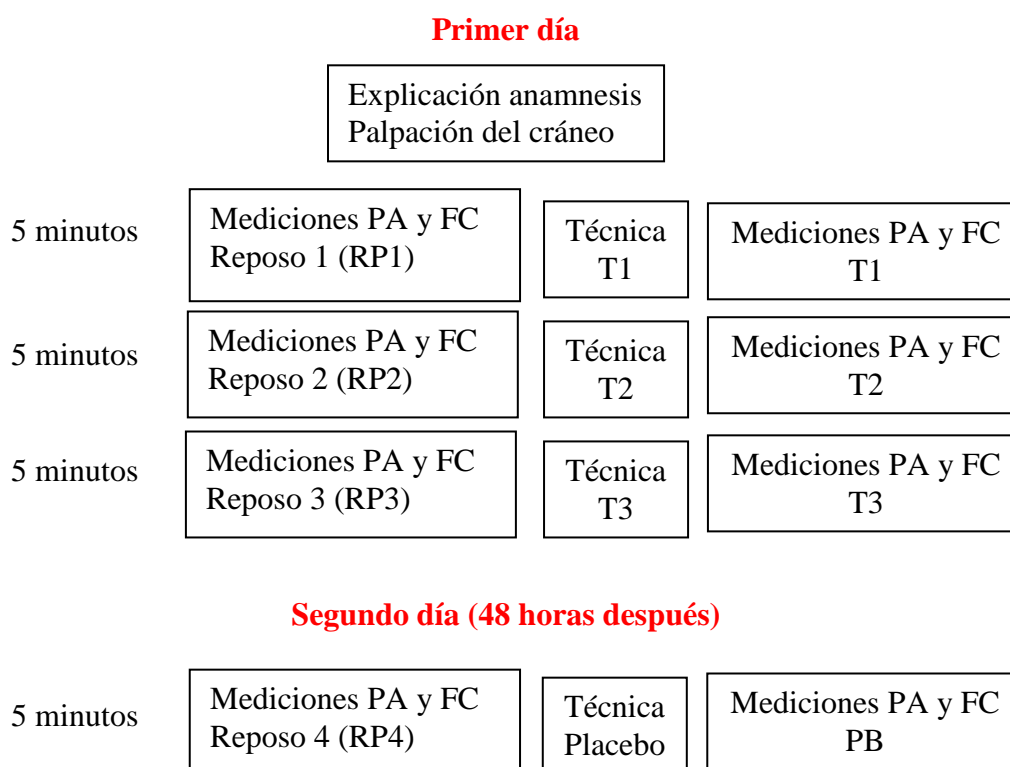 Primer día
Explicación anamnesis
Palpación del cráneo
5 minutos
Mediciones PA y FC
Reposo 1 (RP1)
Técnica
T1
Mediciones PA y FC
T1
5 minutos
Mediciones PA y FC
Reposo 2 (RP2)
Técnica
T2
Mediciones PA y FC
T2
5 minutos
Mediciones PA y FC
Reposo 3 (RP3)
Técnica
T3
Mediciones PA y FC
T3
Segundo día (48 horas después)
5 minutos
Mediciones PA y FC
Reposo 4 (RP4)
Técnica
Placebo
Mediciones PA y FC
PB